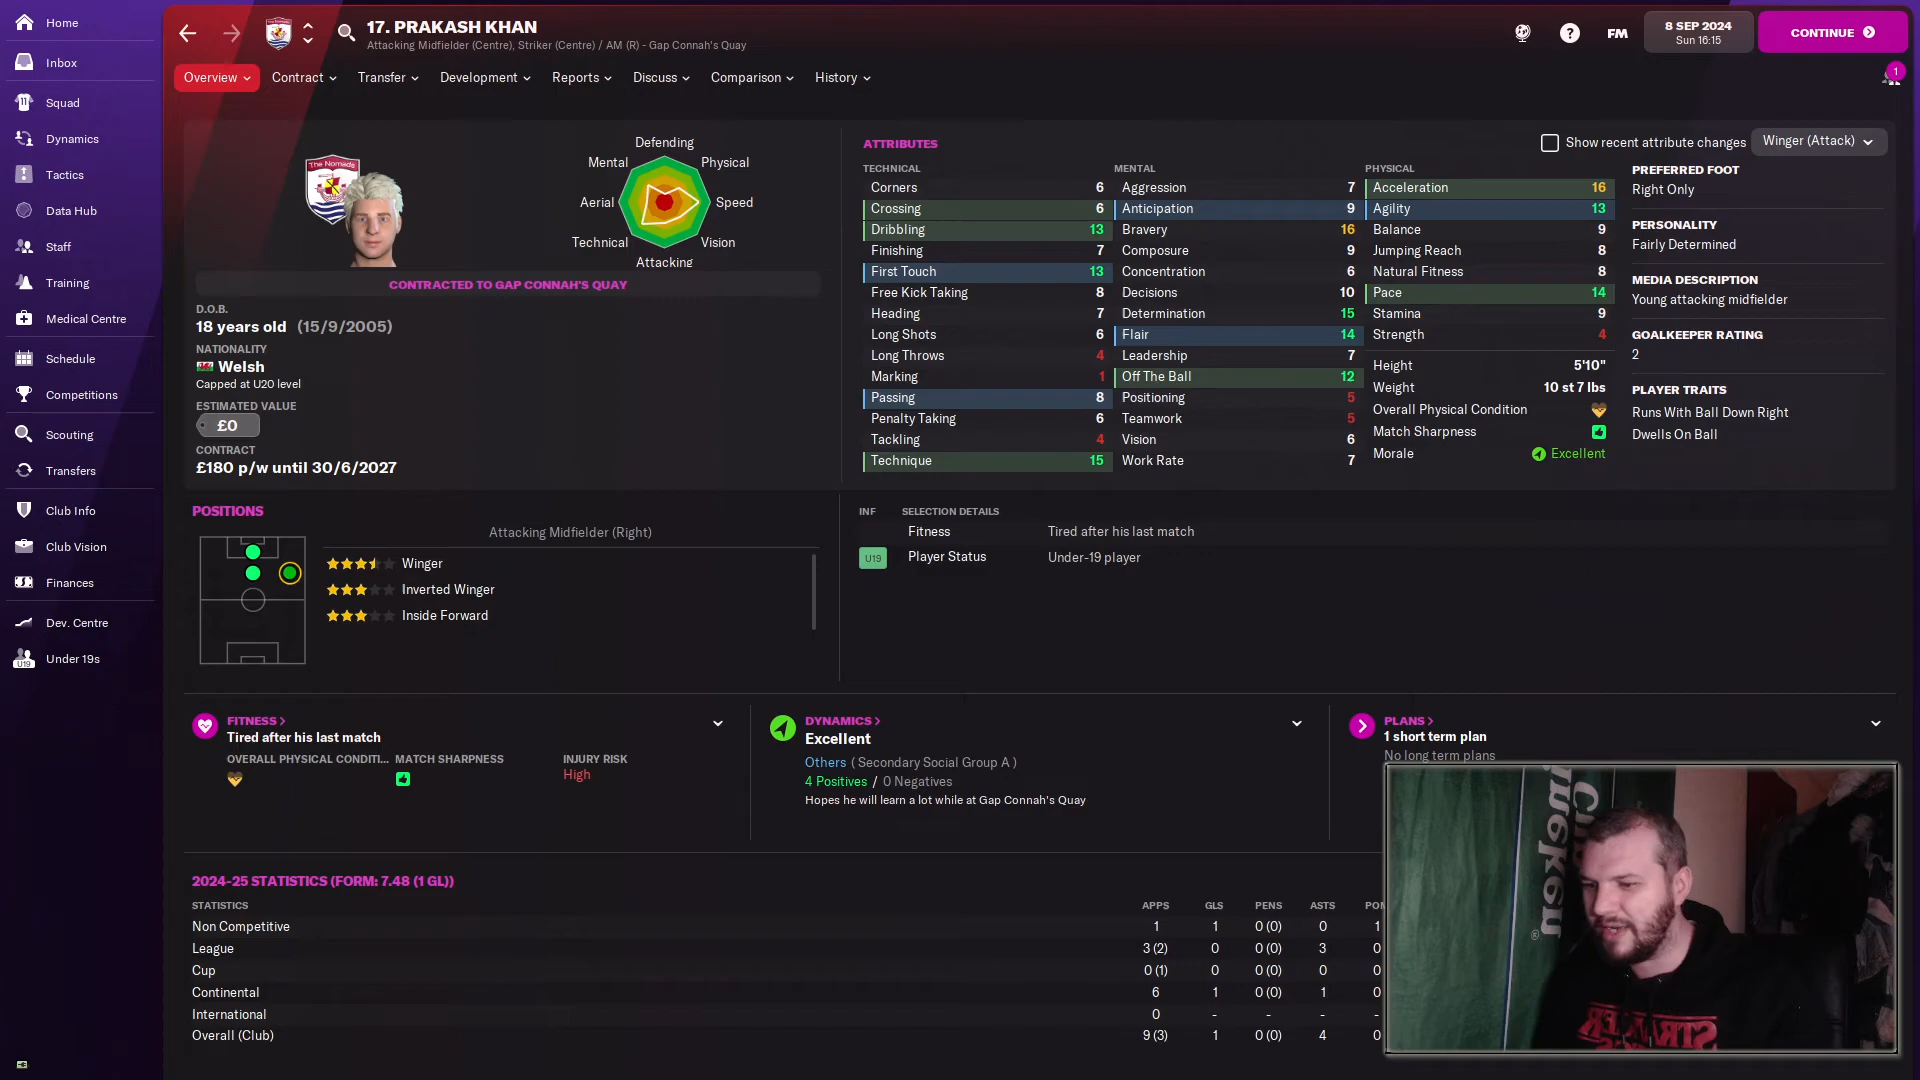 Home
Inbox
Squad
Dynamics
Tactics
Data Hub
Staff
Training
Medical Centre
Schedule
Competitions
Scouting
Transfers
Club Info
Club Vision
Finances
Dev. Centre
U19
Under 19s
17. PRAKASH KHAN
Attacking Midfielder (Centre), Striker (Centre) / AM (R) - Gap Connah's Quay
?
FM
8 SEP 2024
Sun 16:15
CONTINUE
Overview
Contract
Transfer
Development
Reports
Discuss
Comparison
History
1
The Nomads
Defending
Mental
Physical
Aerial
Speed
Technical
Vision
Attacking
CONTRACTED TO GAP CONNAH'S QUAY
D.O.B.
18 years old (15/9/2005)
NATIONALITY
Welsh
Capped at U20 level
ESTIMATED VALUE
£0
CONTRACT
£180 p/w until 30/6/2027
ATTRIBUTES
Show recent attribute changes
Winger (Attack)
TECHNICAL
Corners 6
Crossing 6
Dribbling 13
Finishing 7
First Touch 13
Free Kick Taking 8
Heading 7
Long Shots 6
Long Throws 4
Marking 1
Passing 8
Penalty Taking 6
Tackling 4
Technique 15
MENTAL
Aggression 7
Anticipation 9
Bravery 16
Composure 9
Concentration 6
Decisions 10
Determination 15
Flair 14
Leadership 7
Off The Ball 12
Positioning 5
Teamwork 5
Vision 6
Work Rate 7
PHYSICAL
Acceleration 16
Agility 13
Balance 9
Jumping Reach 8
Natural Fitness 8
Pace 14
Stamina 9
Strength 4
Height 5'10"
Weight 10 st 7 lbs
Overall Physical Condition
Match Sharpness
Morale Excellent
PREFERRED FOOT
Right Only
PERSONALITY
Fairly Determined
MEDIA DESCRIPTION
Young attacking midfielder
GOALKEEPER RATING
2
PLAYER TRAITS
Runs With Ball Down Right
Dwells On Ball
POSITIONS
Attacking Midfielder (Right)
Winger
Inverted Winger
Inside Forward
INF SELECTION DETAILS
Fitness Tired after his last match
U19 Player Status Under-19 player
FITNESS >
Tired after his last match
OVERALL PHYSICAL CONDITI... MATCH SHARPNESS INJURY RISK
High
DYNAMICS >
Excellent
Others ( Secondary Social Group A )
4 Positives / 0 Negatives
Hopes he will learn a lot while at Gap Connah's Quay
PLANS >
1 short term plan
No long term plans
2024-25 STATISTICS (FORM: 7.48 (1 GL))
STATISTICS APPS GLS PENS ASTS POM
Non Competitive 1 1 0 (0) 0 1
League 3 (2) 0 0 (0) 3 0
Cup 0 (1) 0 0 (0) 0 0
Continental 6 1 0 (0) 1 0
International 0 - - - -
Overall (Club) 9 (3) 1 0 (0) 4 0